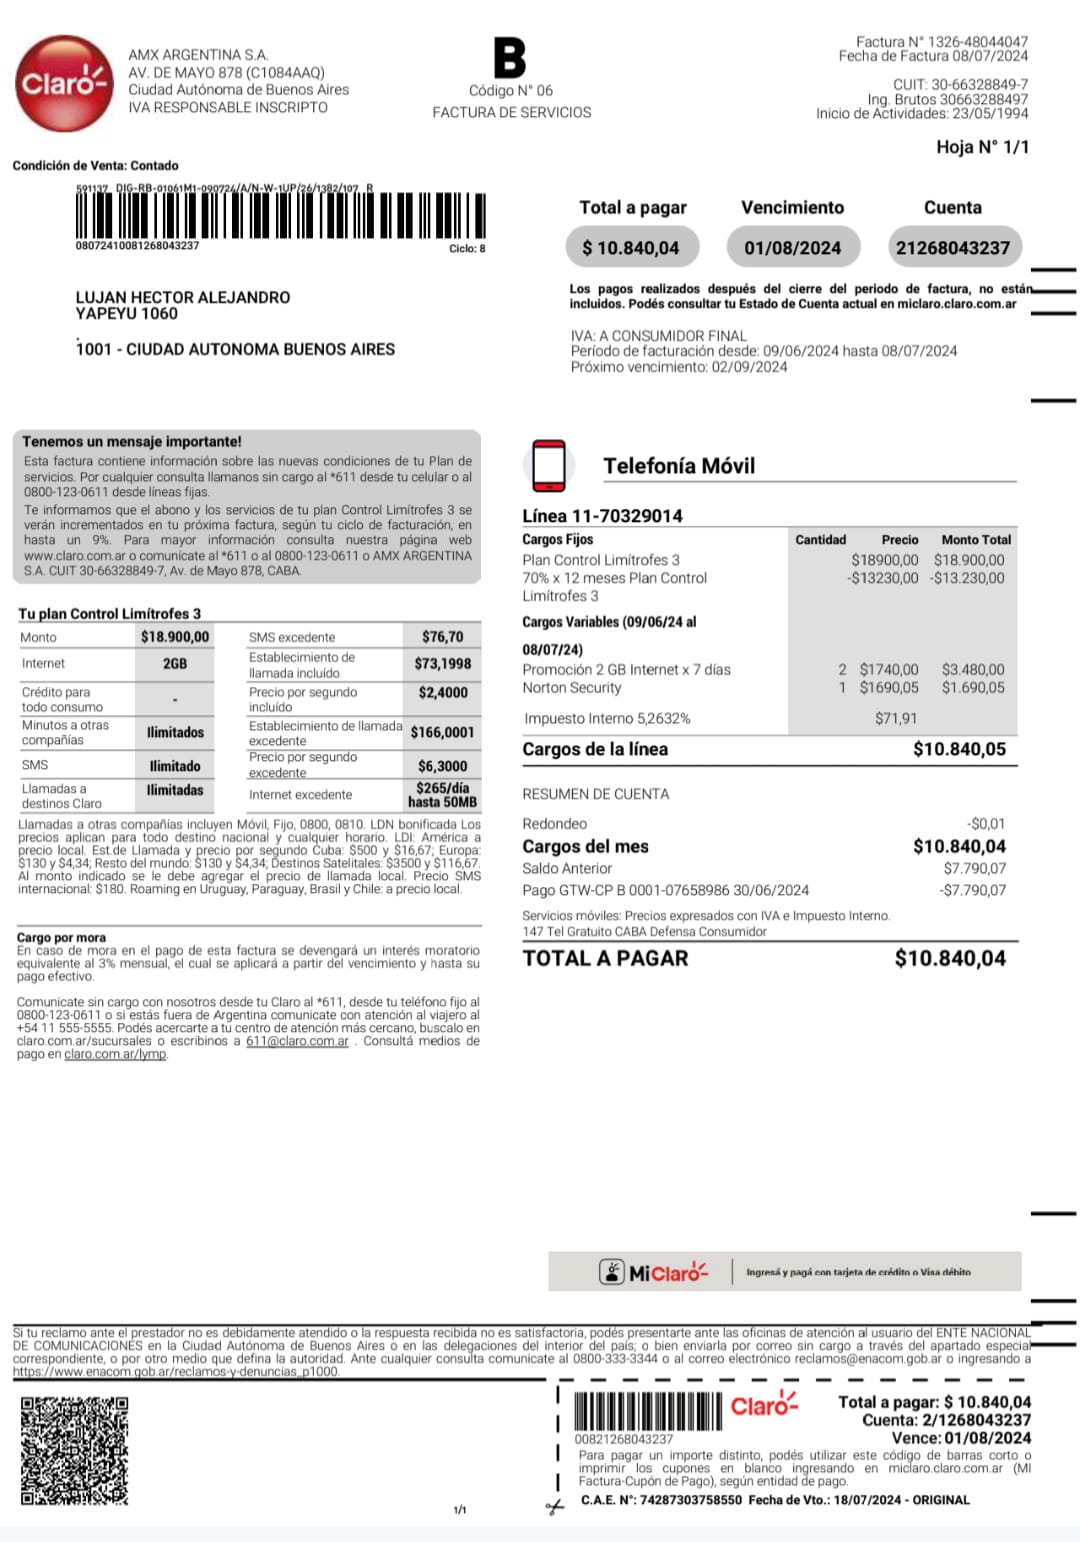 Claro
AMX ARGENTINA S.A.
AV. DE MAYO 878 (C1084AAQ)
Ciudad Autónoma de Buenos Aires
IVA RESPONSABLE INSCRIPTO
B
Código N° 06
FACTURA DE SERVICIOS
Factura N° 1326-48044047
Fecha de Factura 08/07/2024
CUIT: 30-66328849-7
Ing. Brutos 30663288497
Inicio de Actividades: 23/05/1994
Hoja N° 1/1
Condición de Venta: Contado
591137_DIG-RB-01061M1-090724/A/N-W-1UP/26/1382/107_R
08072410081268043237
Ciclo: 8
Total a pagar Vencimiento Cuenta
$ 10.840,04 01/08/2024 21268043237
LUJAN HECTOR ALEJANDRO
YAPEYU 1060
.
1001 - CIUDAD AUTONOMA BUENOS AIRES
Los pagos realizados después del cierre del periodo de factura, no están
incluidos. Podés consultar tu Estado de Cuenta actual en miclaro.claro.com.ar
IVA: A CONSUMIDOR FINAL
Período de facturación desde: 09/06/2024 hasta 08/07/2024
Próximo vencimiento: 02/09/2024
Tenemos un mensaje importante!
Esta factura contiene información sobre las nuevas condiciones de tu Plan de
servicios. Por cualquier consulta llamanos sin cargo al *611 desde tu celular o al
0800-123-0611 desde líneas fijas.
Te informamos que el abono y los servicios de tu plan Control Limítrofes 3 se
verán incrementados en tu próxima factura, según tu ciclo de facturación, en
hasta un 9%. Para mayor información consulta nuestra página web
www.claro.com.ar o comunícate al *611 o al 0800-123-0611 o AMX ARGENTINA
S.A. CUIT 30-66328849-7, Av. de Mayo 878, CABA.
Tu plan Control Limítrofes 3
Monto $18.900,00 SMS excedente $76,70
Internet 2GB Establecimiento de
llamada incluído $73,1998
Crédito para
todo consumo - Precio por segundo
incluído $2,4000
Minutos a otras
compañías Ilimitados Establecimiento de llamada
excedente $166,0001
SMS Ilimitado Precio por segundo
excedente $6,3000
Llamadas a
destinos Claro Ilimitadas Internet excedente $265/día
hasta 50MB
Llamadas a otras compañías incluyen Móvil, Fijo, 0800, 0810. LDN bonificada Los
precios aplican para todo destino nacional y cualquier horario. LDI: América a
precio local. Est.de Llamada y precio por segundo Cuba: $500 y $16,67; Europa:
$130 y $4,34; Resto del mundo: $130 y $4,34; Destinos Satelitales: $3500 y $116,67.
Al monto indicado se le debe agregar el precio de llamada local. Precio SMS
internacional: $180. Roaming en Uruguay, Paraguay, Brasil y Chile: a precio local.
Cargo por mora
En caso de mora en el pago de esta factura se devengará un interés moratorio
equivalente al 3% mensual, el cual se aplicará a partir del vencimiento y hasta su
pago efectivo.
Comunicate sin cargo con nosotros desde tu Claro al *611, desde tu teléfono fijo al
0800-123-0611 o si estás fuera de Argentina comunicate con atención al viajero al
+54 11 555-5555. Podés acercarte a tu centro de atención más cercano, buscalo en
claro.com.ar/sucursales o escribinos a 611@claro.com.ar . Consultá medios de
pago en claro.com.ar/lymp.
Telefonía Móvil
Línea 11-70329014
Cargos Fijos Cantidad Precio Monto Total
Plan Control Limítrofes 3 $18900,00 $18.900,00
70% x 12 meses Plan Control -$13230,00 -$13.230,00
Limítrofes 3
Cargos Variables (09/06/24 al
08/07/24)
Promoción 2 GB Internet x 7 días 2 $1740,00 $3.480,00
Norton Security 1 $1690,05 $1.690,05
Impuesto Interno 5,2632% $71,91
Cargos de la línea $10.840,05
RESUMEN DE CUENTA
Redondeo -$0,01
Cargos del mes $10.840,04
Saldo Anterior $7.790,07
Pago GTW-CP B 0001-07658986 30/06/2024 -$7.790,07
Servicios móviles: Precios expresados con IVA e Impuesto Interno.
147 Tel Gratuito CABA Defensa Consumidor
TOTAL A PAGAR $10.840,04
MiClaro Ingresá y pagá con tarjeta de crédito o Visa débito
Si tu reclamo ante el prestador no es debidamente atendido o la respuesta recibida no es satisfactoria, podés presentarte ante las oficinas de atención al usuario del ENTE NACIONAL
DE COMUNICACIONES en la Ciudad Autónoma de Buenos Aires o en las delegaciones del interior del país; o bien enviarla por correo sin cargo a través del apartado especial
correspondiente, o por otro medio que defina la autoridad. Ante cualquier consulta comunicate al 0800-333-3344 o al correo electrónico reclamos@enacom.gob.ar o ingresando a
https://www.enacom.gob.ar/reclamos-y-denuncias_p1000.
Claro
00821268043237
Total a pagar: $ 10.840,04
Cuenta: 2/1268043237
Vence: 01/08/2024
Para pagar un importe distinto, podés utilizar este código de barras corto o
imprimir los cupones en blanco ingresando en miclaro.claro.com.ar (MI
Factura-Cupón de Pago), según entidad de pago.
C.A.E. N°: 74287303758550 Fecha de Vto.: 18/07/2024 - ORIGINAL
1/1